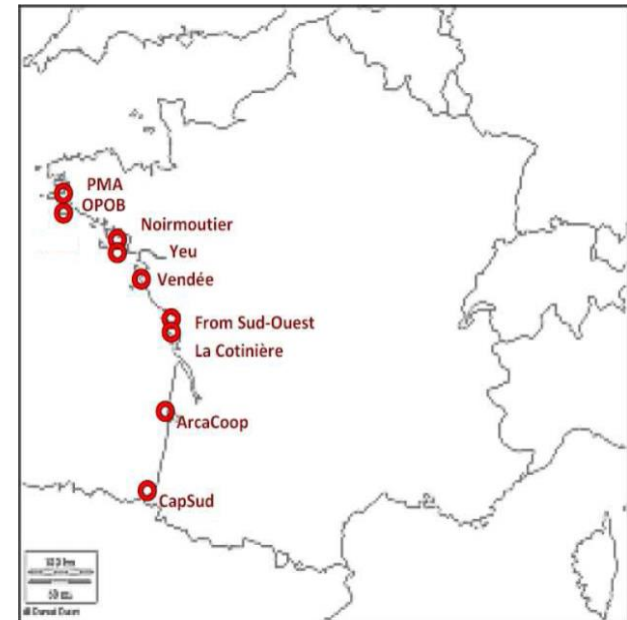 PMA
OPOB
Noirmoutier
Yeu
Vendée
From Sud-Ouest
La Cotinière
ArcaCoop
CapSud